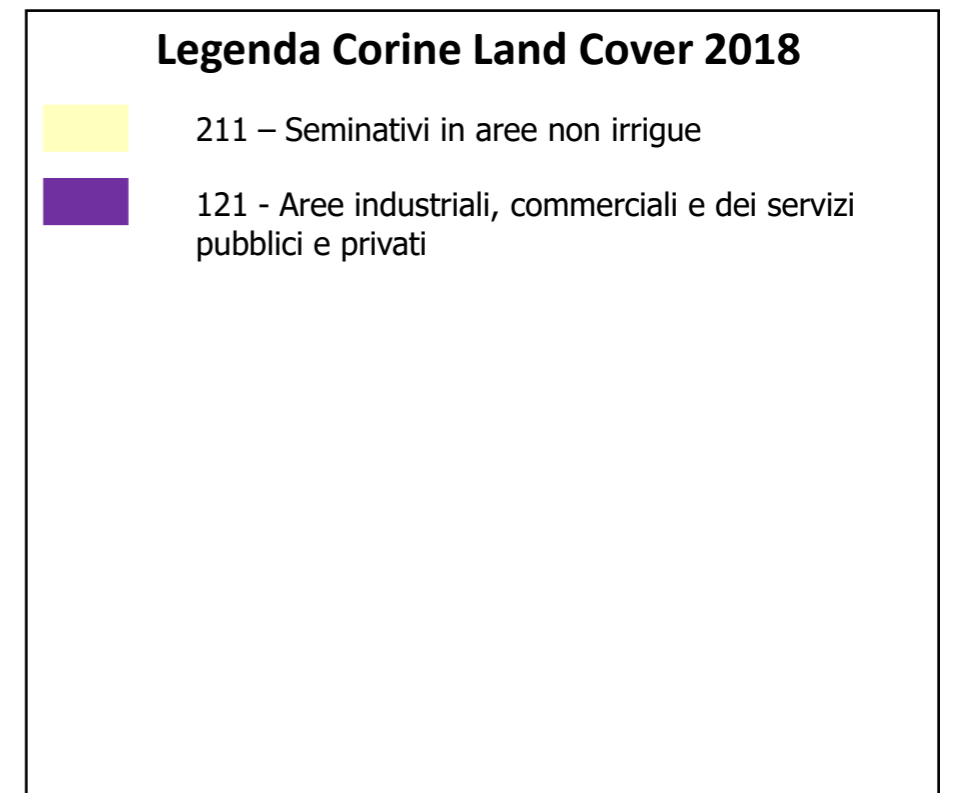 Legenda Corine Land Cover 2018
211 – Seminativi in aree non irrigue
121 - Aree industriali, commerciali e dei servizi
pubblici e privati